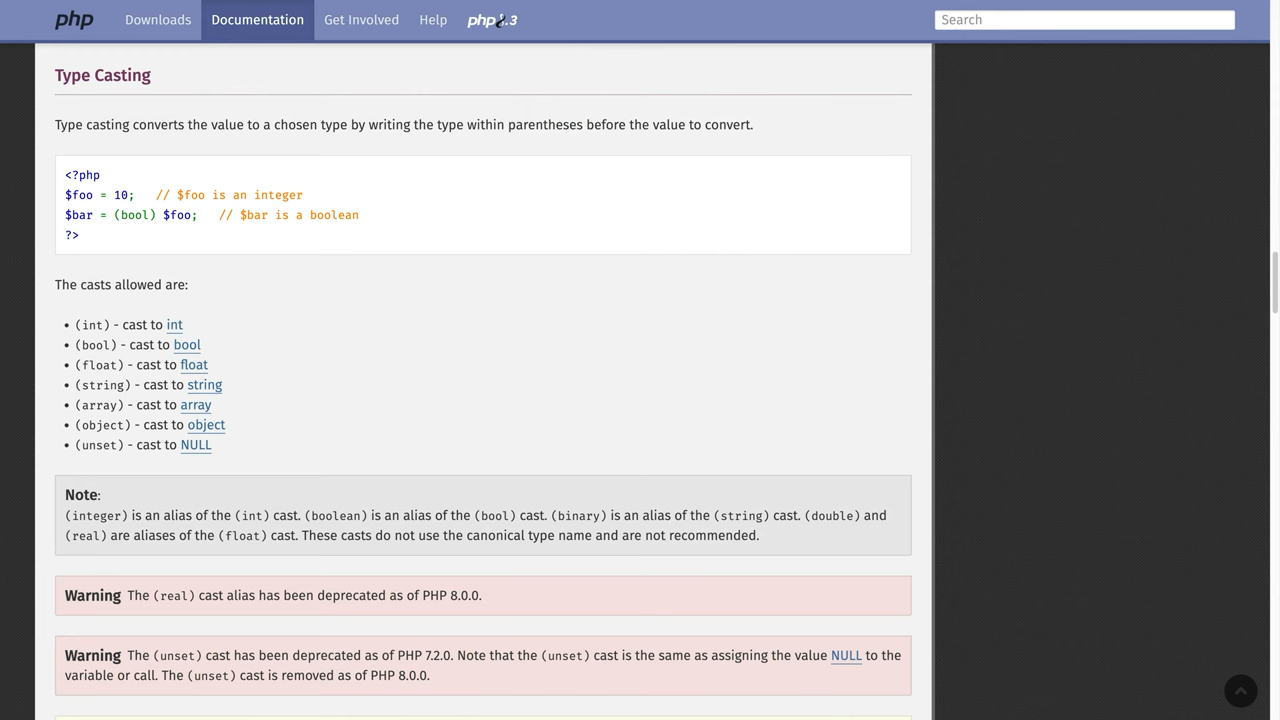 php
Downloads
Documentation
Get Involved
Help
php8.3
Search
Type Casting
Type casting converts the value to a chosen type by writing the type within parentheses before the value to convert.
<?php
$foo = 10;   // $foo is an integer
$bar = (bool) $foo;   // $bar is a boolean
?>
The casts allowed are:
• (int) - cast to int
• (bool) - cast to bool
• (float) - cast to float
• (string) - cast to string
• (array) - cast to array
• (object) - cast to object
• (unset) - cast to NULL
Note:
(integer) is an alias of the (int) cast. (boolean) is an alias of the (bool) cast. (binary) is an alias of the (string) cast. (double) and
(real) are aliases of the (float) cast. These casts do not use the canonical type name and are not recommended.
Warning The (real) cast alias has been deprecated as of PHP 8.0.0.
Warning The (unset) cast has been deprecated as of PHP 7.2.0. Note that the (unset) cast is the same as assigning the value NULL to the
variable or call. The (unset) cast is removed as of PHP 8.0.0.